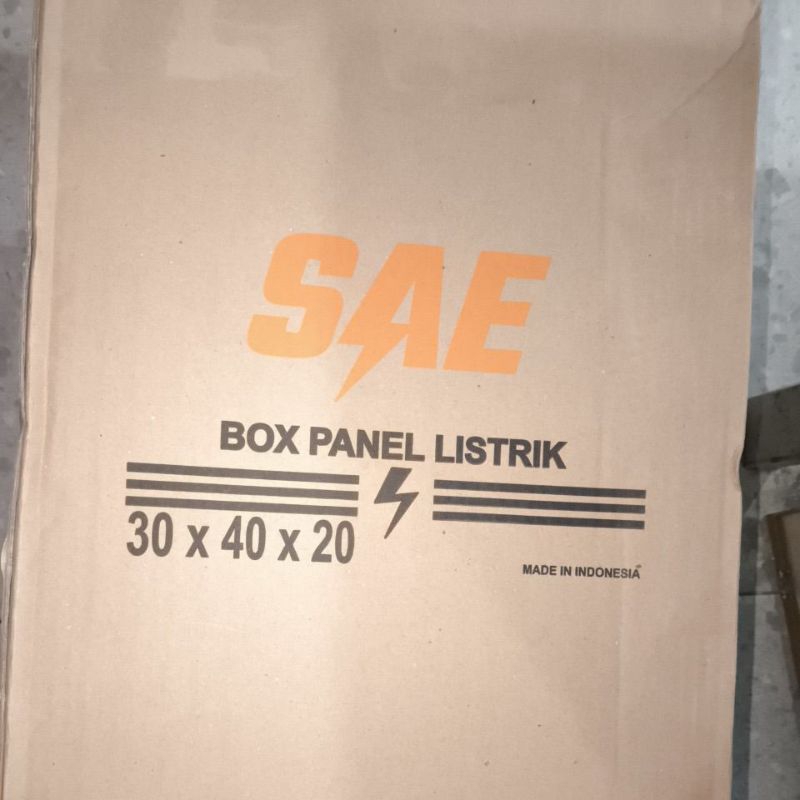 SAE
BOX PANEL LISTRIK
30 x 40 x 20
MADE IN INDONESIA